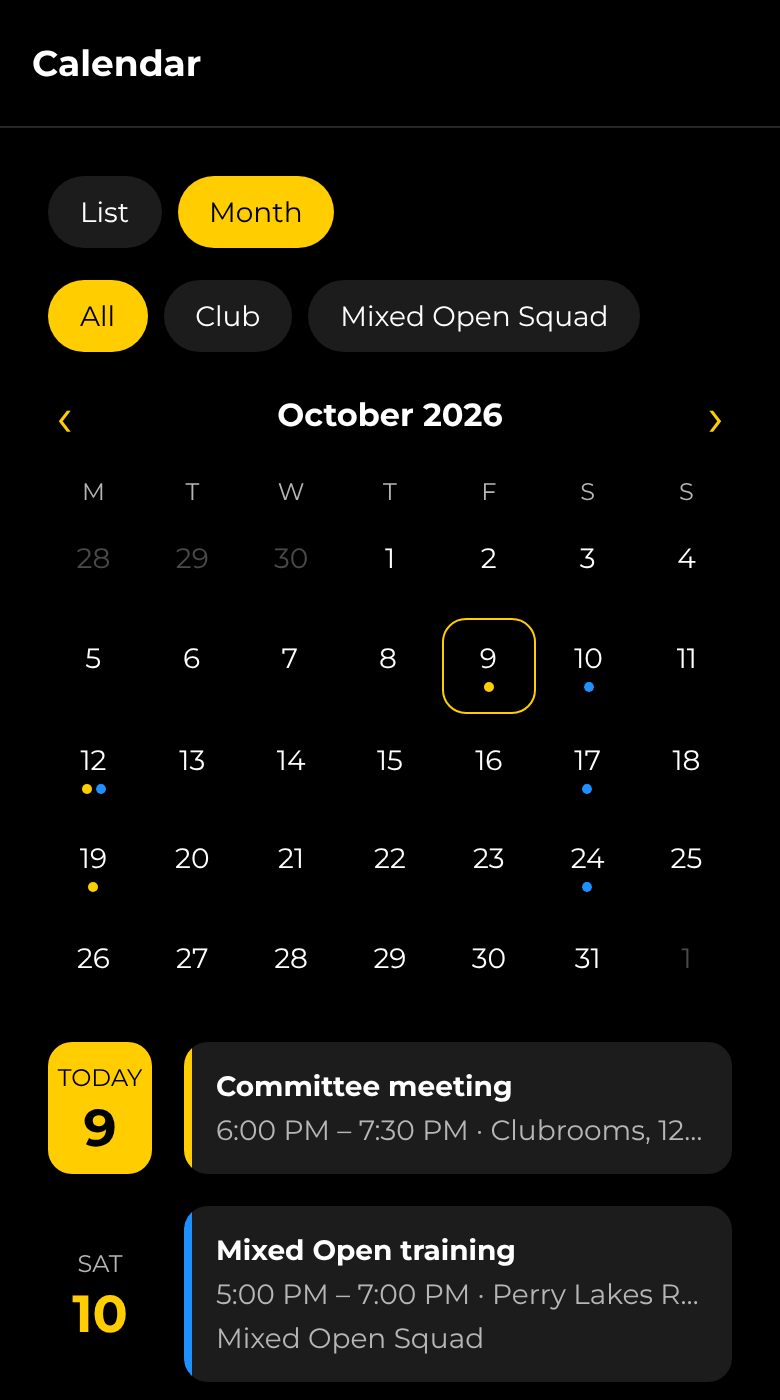 Calendar
List Month
All Club Mixed Open Squad
‹ October 2026 ›
M T W T F S S
28 29 30 1 2 3 4
5 6 7 8 9 10 11
12 13 14 15 16 17 18
19 20 21 22 23 24 25
26 27 28 29 30 31 1
TODAY
9
Committee meeting
6:00 PM – 7:30 PM · Clubrooms, 12...
SAT
10
Mixed Open training
5:00 PM – 7:00 PM · Perry Lakes R...
Mixed Open Squad